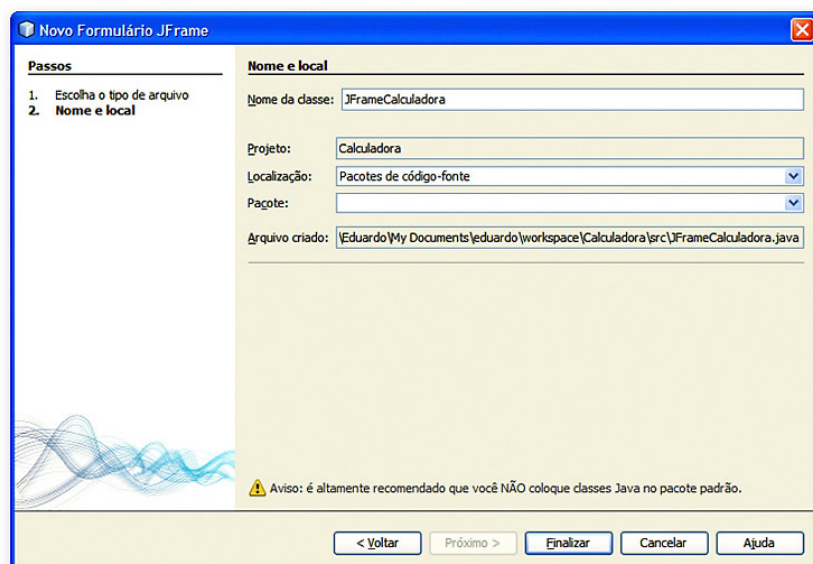 Novo Formulário JFrame
Passos
1. Escolha o tipo de arquivo
2. Nome e local
Nome e local
Nome da classe: JFrameCalculadora
Projeto: Calculadora
Localização: Pacotes de código-fonte
Pacote:
Arquivo criado: \Eduardo\My Documents\eduardo\workspace\Calculadora\src\JFrameCalculadora.java
Aviso: é altamente recomendado que você NÃO coloque classes Java no pacote padrão.
< Voltar Próximo > Finalizar Cancelar Ajuda